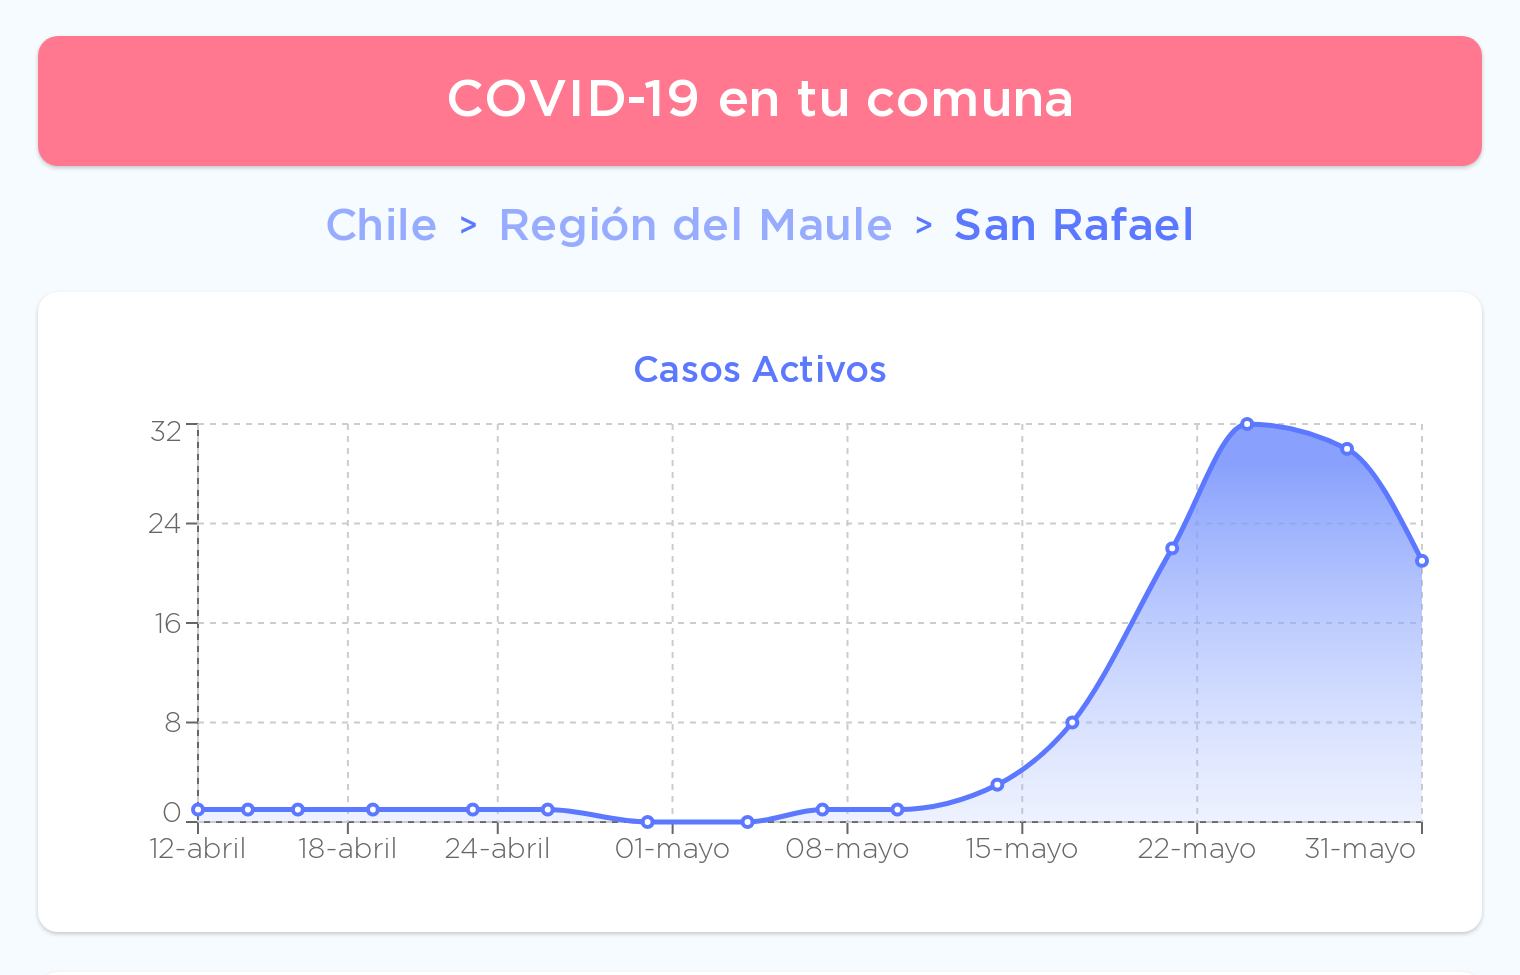 COVID-19 en tu comuna
Chile > Región del Maule > San Rafael
Casos Activos
32
24
16
8
0
12-abril 18-abril 24-abril 01-mayo 08-mayo 15-mayo 22-mayo 31-mayo